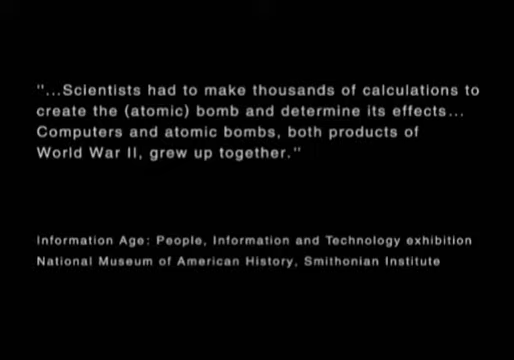 "...Scientists had to make thousands of calculations to
create the (atomic) bomb and determine its effects...
Computers and atomic bombs, both products of
World War II, grew up together."
Information Age: People, Information and Technology exhibition
National Museum of American History, Smithonian Institute